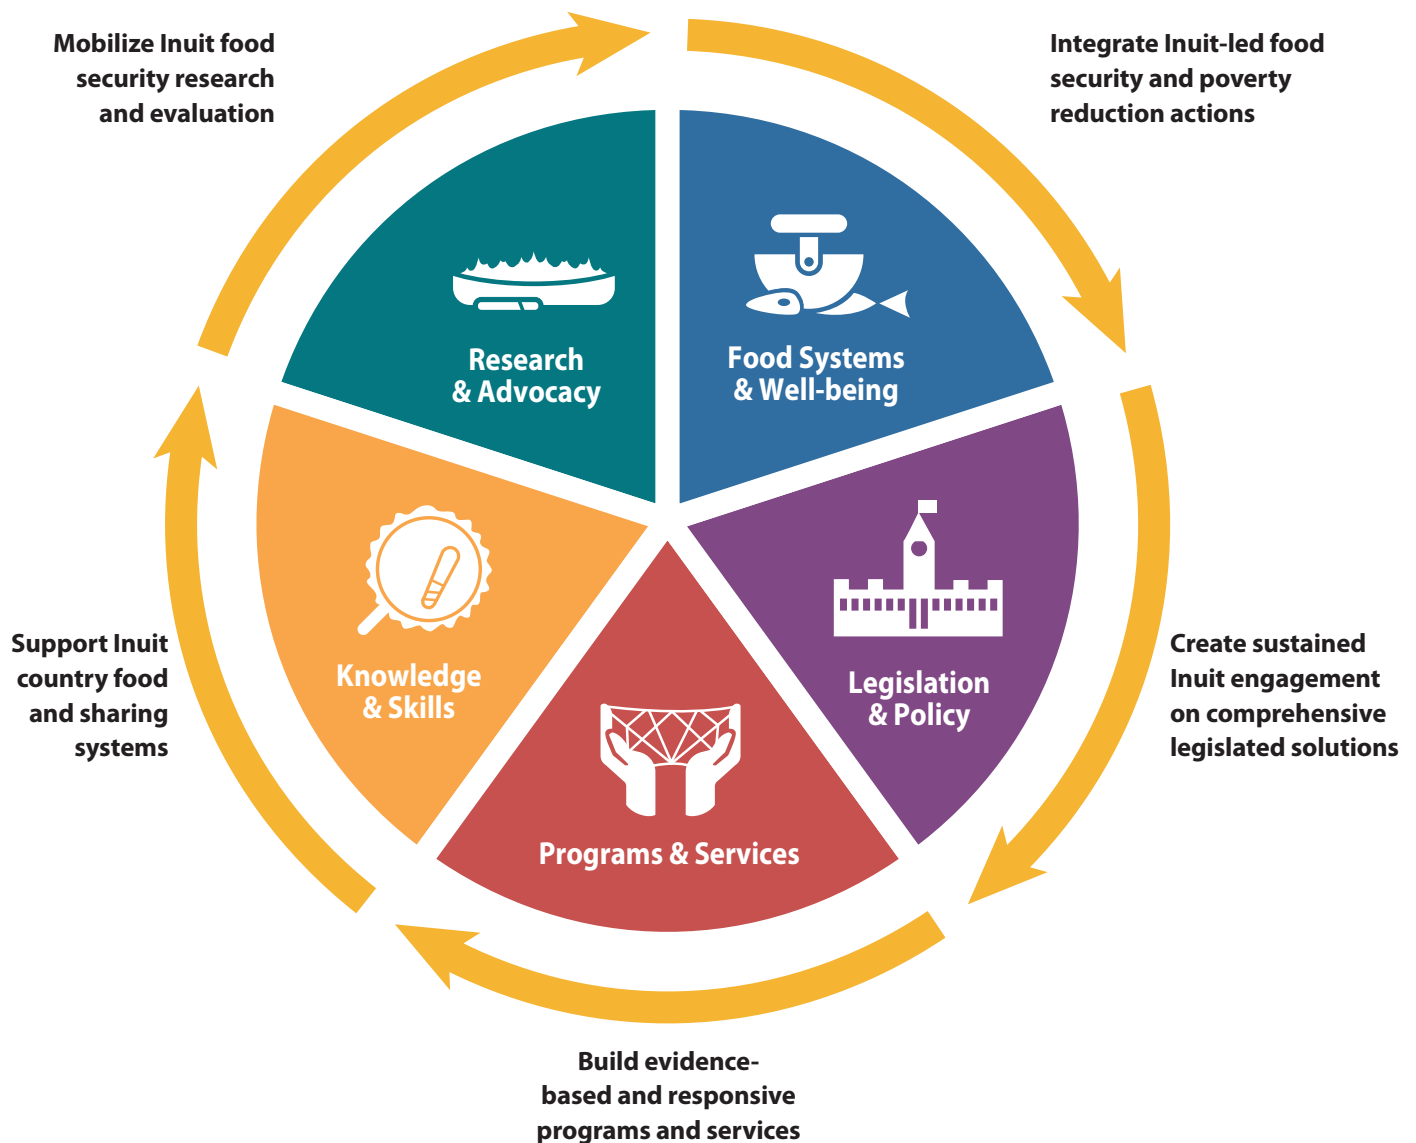 Mobilize Inuit food
security research
and evaluation
Integrate Inuit-led food
security and poverty
reduction actions
Research
& Advocacy
Food Systems
& Well-being
Knowledge
& Skills
Legislation
& Policy
Programs & Services
Support Inuit
country food
and sharing
systems
Create sustained
Inuit engagement
on comprehensive
legislated solutions
Build evidence-
based and responsive
programs and services